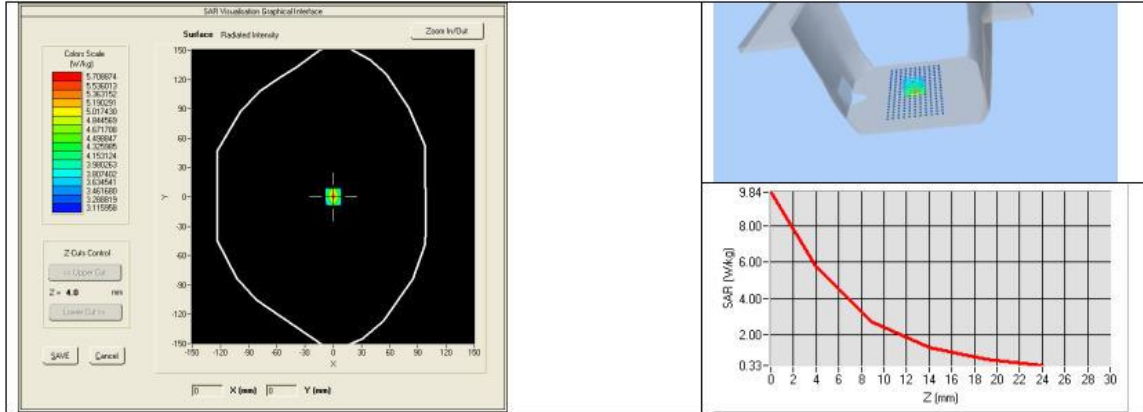 SAR Visualisation Graphical Interface
Surface Radiated Intensity
Zoom In/Out
Colors Scale
(W/kg)
5.708874
5.536013
5.363152
5.190291
5.017430
4.844569
4.671708
4.498847
4.325985
4.153124
3.980263
3.807402
3.634541
3.461680
3.288819
3.115958
Z-Cuts Control
<< Upper Cut
Z = 4.0 mm
Lower Cut >>
SAVE Cancel
150
120
90
60
30
0
-30
-60
-90
-120
-150
Y
-150 -120 -90 -60 -30 0 30 60 90 120 150
X
0 X (mm) 0 Y (mm)
9.84
8.00
6.00
4.00
2.00
0.33
SAR (W/kg)
0 2 4 6 8 10 12 14 16 18 20 22 24 26 28 30
Z (mm)